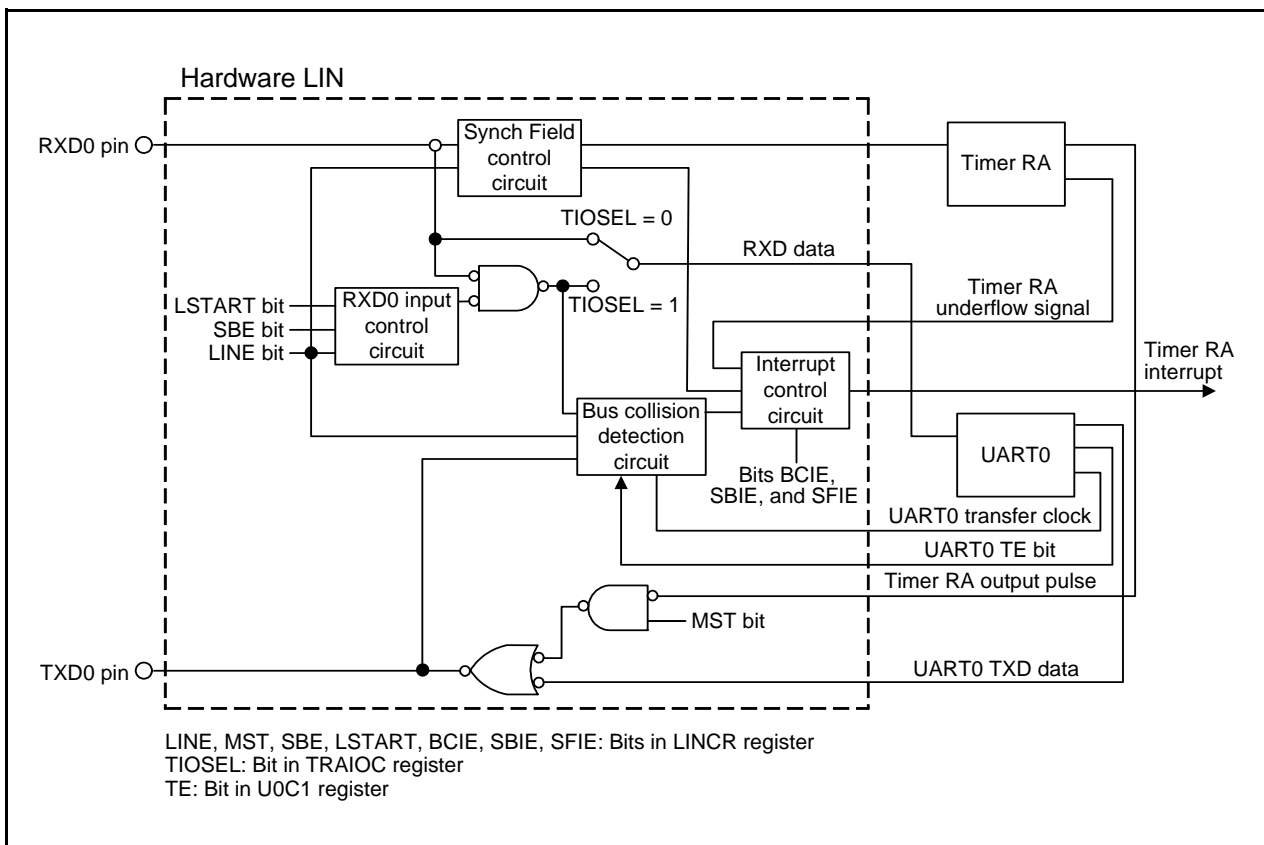 Hardware LIN
RXD0 pin
Synch Field
control
circuit
Timer RA
TIOSEL = 0
RXD data
LSTART bit
SBE bit
LINE bit
RXD0 input
control
circuit
TIOSEL = 1
Timer RA
underflow signal
Interrupt
control
circuit
Timer RA
interrupt
Bus collision
detection
circuit
Bits BCIE,
SBIE, and SFIE
UART0
UART0 transfer clock
UART0 TE bit
Timer RA output pulse
MST bit
TXD0 pin
UART0 TXD data
LINE, MST, SBE, LSTART, BCIE, SBIE, SFIE: Bits in LINCR register
TIOSEL: Bit in TRAIOC register
TE: Bit in U0C1 register